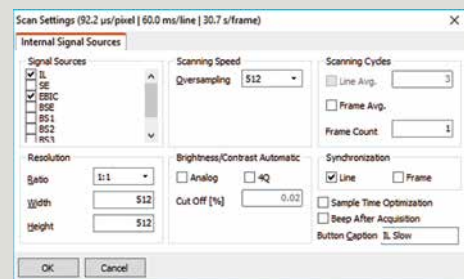 Scan Settings (92.2 µs/pixel | 60.0 ms/line | 30.7 s/frame)
Internal Signal Sources
Signal Sources
IL
SE
EBIC
BSE
BS1
BS2
BS3
Scanning Speed
Oversampling 512
Scanning Cycles
Line Avg. 3
Frame Avg.
Frame Count 1
Resolution
Ratio 1:1
Width 512
Height 512
Brightness/Contrast Automatic
Analog 4Q
Cut Off [%] 0.02
Synchronization
Line Frame
Sample Time Optimization
Beep After Acquisition
Button Caption IL Slow
OK Cancel